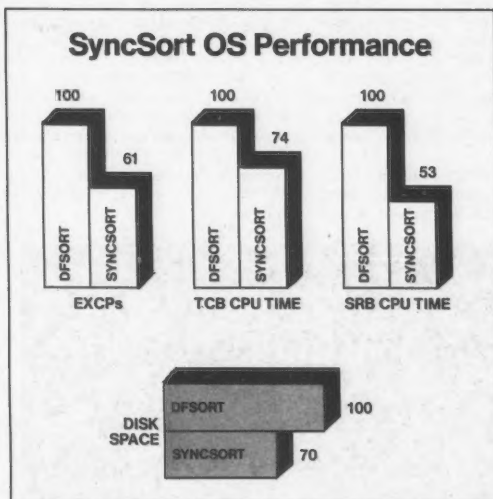 SyncSort OS Performance
100
61
DFSORT
SYNCSORT
EXCPs
100
74
DFSORT
SYNCSORT
TCB CPU TIME
100
53
DFSORT
SYNCSORT
SRB CPU TIME
DISK SPACE
DFSORT
100
SYNCSORT
70